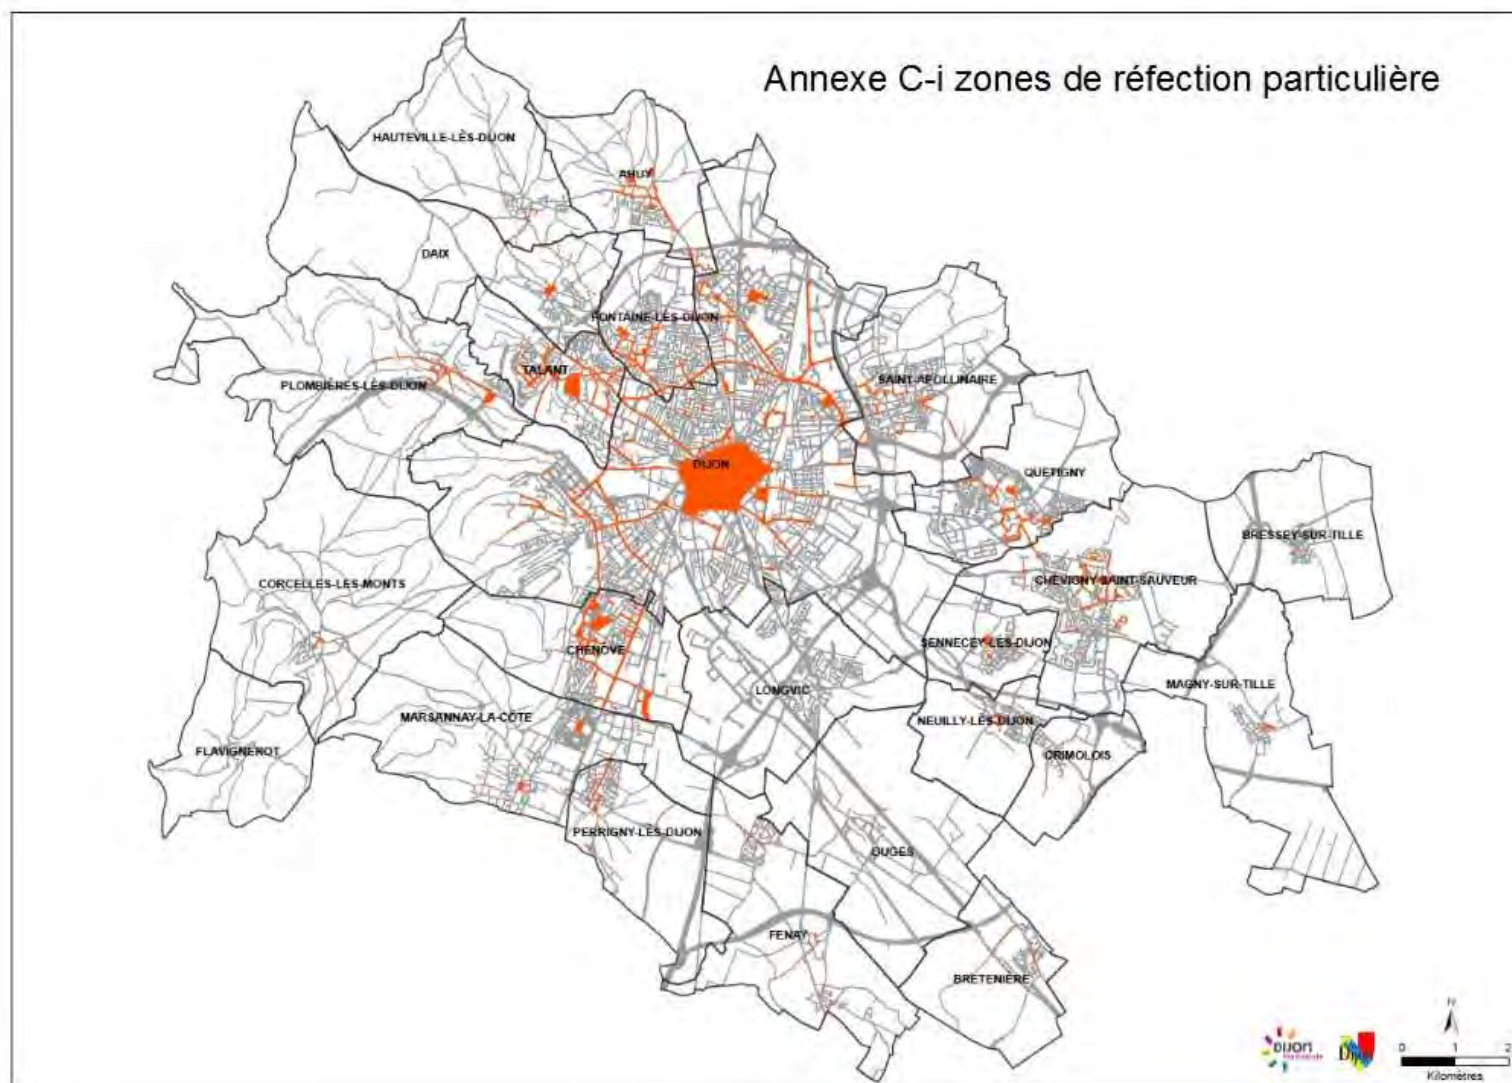 Annexe C-i zones de réfection particulière
HAUTEVILLE-LÈS-DIJON
AHUY
DAIX
FONTAINE-LÈS-DIJON
TALANT
SAINT-APOLLINAIRE
PLOMBIÈRES-LÈS-DIJON
DIJON
QUETIGNY
BRESSEY-SUR-TILLE
CORCELLES-LES-MONTS
CHEVIGNY-SAINT-SAUVEUR
SENNECEY-LÈS-DIJON
CHENÔVE
LONGVIC
MAGNY-SUR-TILLE
MARSANNAY-LA-CÔTE
NEUILLY-LÈS-DIJON
FLAVIGNEROT
CRIMOLOIS
PERRIGNY-LÈS-DIJON
OUGES
FENAY
BRETENIÈRE
N
DIJON
Dijon
0 1 2
Kilomètres